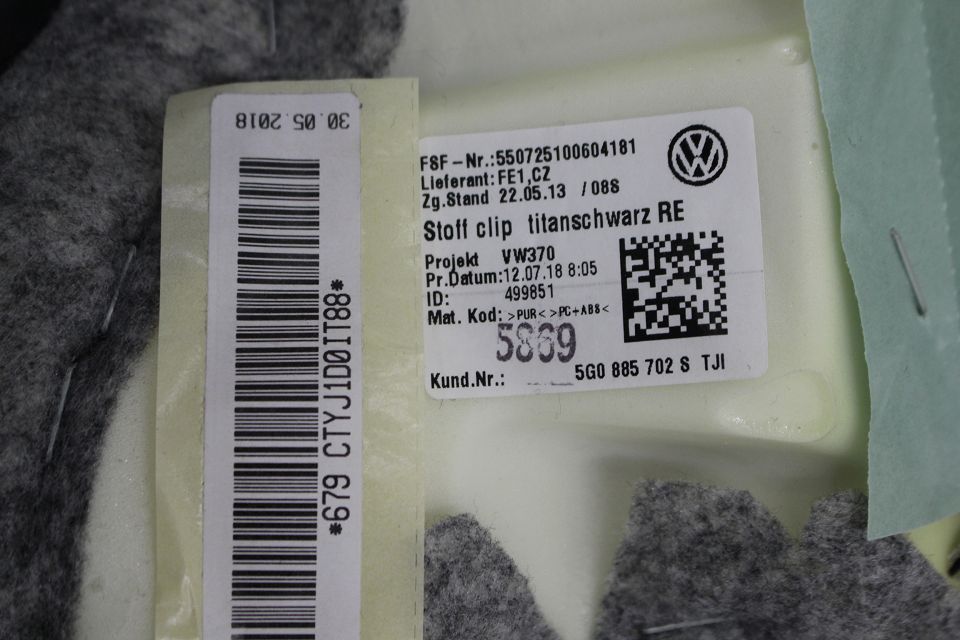 30.05.2018
*679 CTYJ1D0IT88*
FSF-Nr.:550725100604181
Lieferant: FE1,CZ
Zg.Stand 22.05.13 /08S
Stoff clip titanschwarz RE
Projekt VW370
Pr.Datum:12.07.18 8:05
ID: 499851
Mat. Kod: >PUR< >PC+ABS<
5869
Kund.Nr.: 5G0 885 702 S TJI